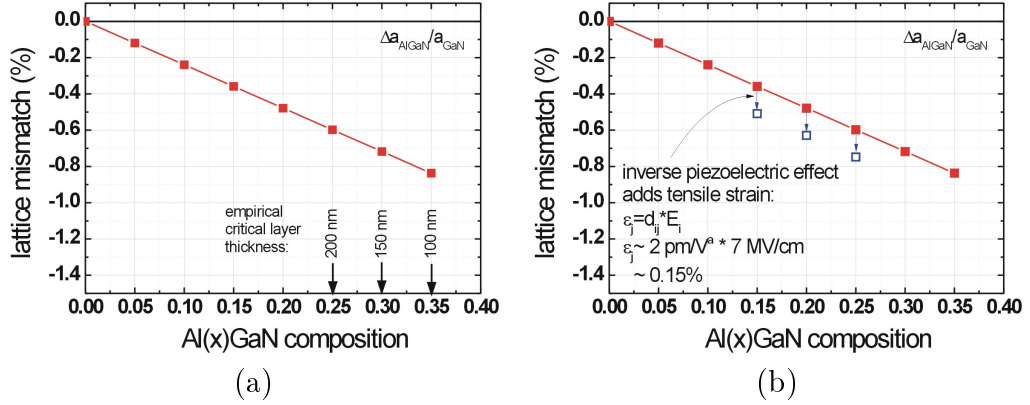 0.0
-0.2
-0.4
-0.6
-0.8
-1.0
-1.2
-1.4
lattice mismatch (%)
Δa_AlGaN/a_GaN
empirical
critical layer
thickness:
200 nm
150 nm
100 nm
0.00 0.05 0.10 0.15 0.20 0.25 0.30 0.35 0.40
Al(x)GaN composition
(a)
0.0
-0.2
-0.4
-0.6
-0.8
-1.0
-1.2
-1.4
lattice mismatch (%)
Δa_AlGaN/a_GaN
inverse piezoelectric effect
adds tensile strain:
ε_j=d_ij*E_i
ε_j~ 2 pm/V^a * 7 MV/cm
~ 0.15%
0.00 0.05 0.10 0.15 0.20 0.25 0.30 0.35 0.40
Al(x)GaN composition
(b)